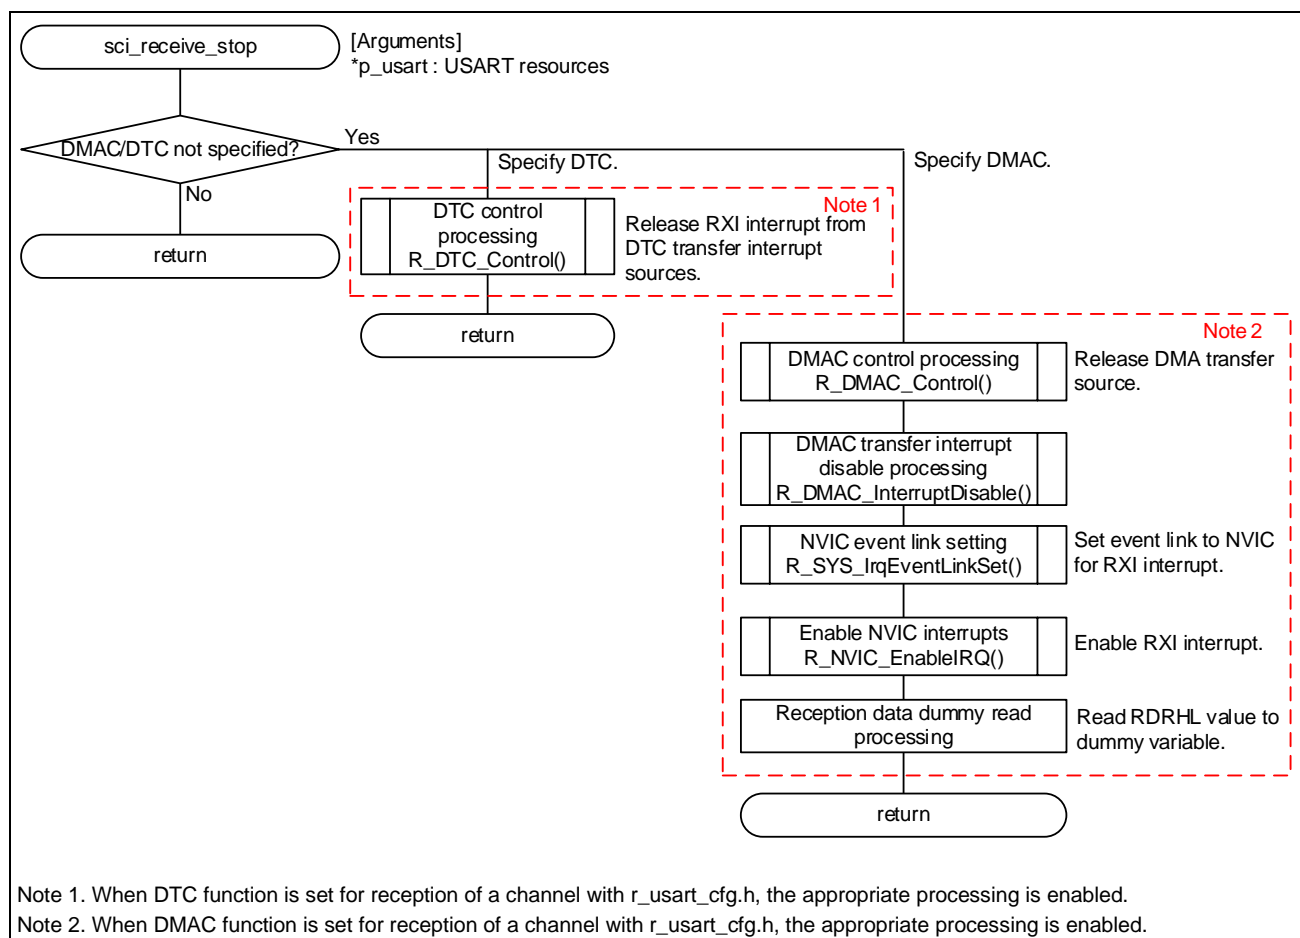 sci_receive_stop
[Arguments]
*p_usart : USART resources
DMAC/DTC not specified?
Yes
No
return
Specify DTC.
Specify DMAC.
Note 1
DTC control
processing
R_DTC_Control()
Release RXI interrupt from
DTC transfer interrupt
sources.
return
Note 2
DMAC control processing
R_DMAC_Control()
Release DMA transfer
source.
DMAC transfer interrupt
disable processing
R_DMAC_InterruptDisable()
NVIC event link setting
R_SYS_IrqEventLinkSet()
Set event link to NVIC
for RXI interrupt.
Enable NVIC interrupts
R_NVIC_EnableIRQ()
Enable RXI interrupt.
Reception data dummy read
processing
Read RDRHL value to
dummy variable.
return
Note 1. When DTC function is set for reception of a channel with r_usart_cfg.h, the appropriate processing is enabled.
Note 2. When DMAC function is set for reception of a channel with r_usart_cfg.h, the appropriate processing is enabled.